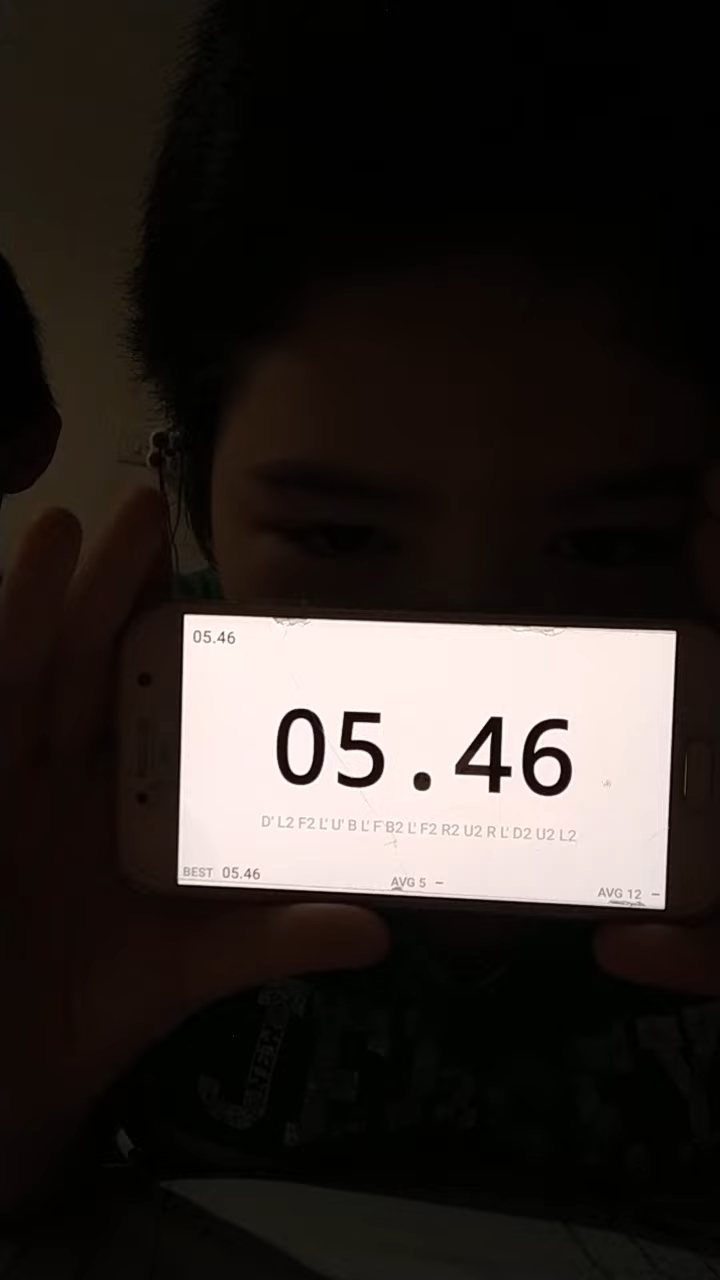 05.46
05.46
D' L2 F2 L' U' B L' F B2 L' F2 R2 U2 R L' D2 U2 L2
BEST 05.46
AVG 5 –
AVG 12 –